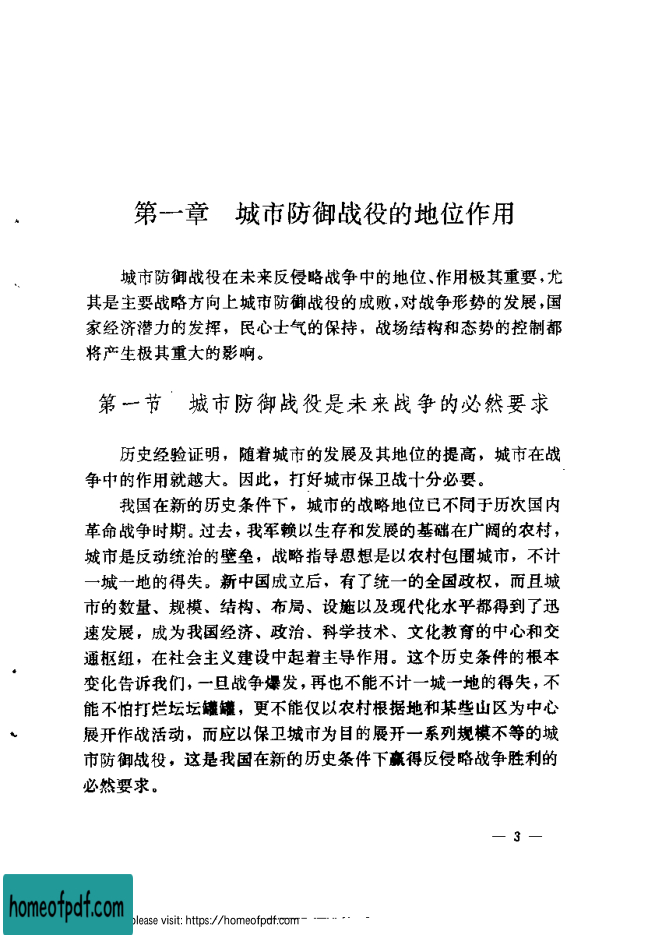 第一章　城市防御战役的地位作用
城市防御战役在未来反侵略战争中的地位、作用极其重要，尤
其是主要战略方向上城市防御战役的成败，对战争形势的发展，国
家经济潜力的发挥，民心士气的保持，战场结构和态势的控制都
将产生极其重大的影响。
第一节　城市防御战役是未来战争的必然要求
历史经验证明，随着城市的发展及其地位的提高，城市在战
争中的作用就越大。因此，打好城市保卫战十分必要。
我国在新的历史条件下，城市的战略地位已不同于历次国内
革命战争时期。过去，我军赖以生存和发展的基础在广阔的农村，
城市是反动统治的壁垒，战略指导思想是以农村包围城市，不计
一城一地的得失。新中国成立后，有了统一的全国政权，而且城
市的数量、规模、结构、布局、设施以及现代化水平都得到了迅
速发展，成为我国经济、政治、科学技术、文化教育的中心和交
通枢纽，在社会主义建设中起着主导作用。这个历史条件的根本
变化告诉我们，一旦战争爆发，再也不能不计一城一地的得失，不
能不怕打烂坛坛罐罐，更不能仅以农村根据地和某些山区为中心
展开作战活动，而应以保卫城市为目的展开一系列规模不等的城
市防御战役，这是我国在新的历史条件下赢得反侵略战争胜利的
必然要求。
— 3 —
homeofpdf.com
please visit: https://homeofpdf.com